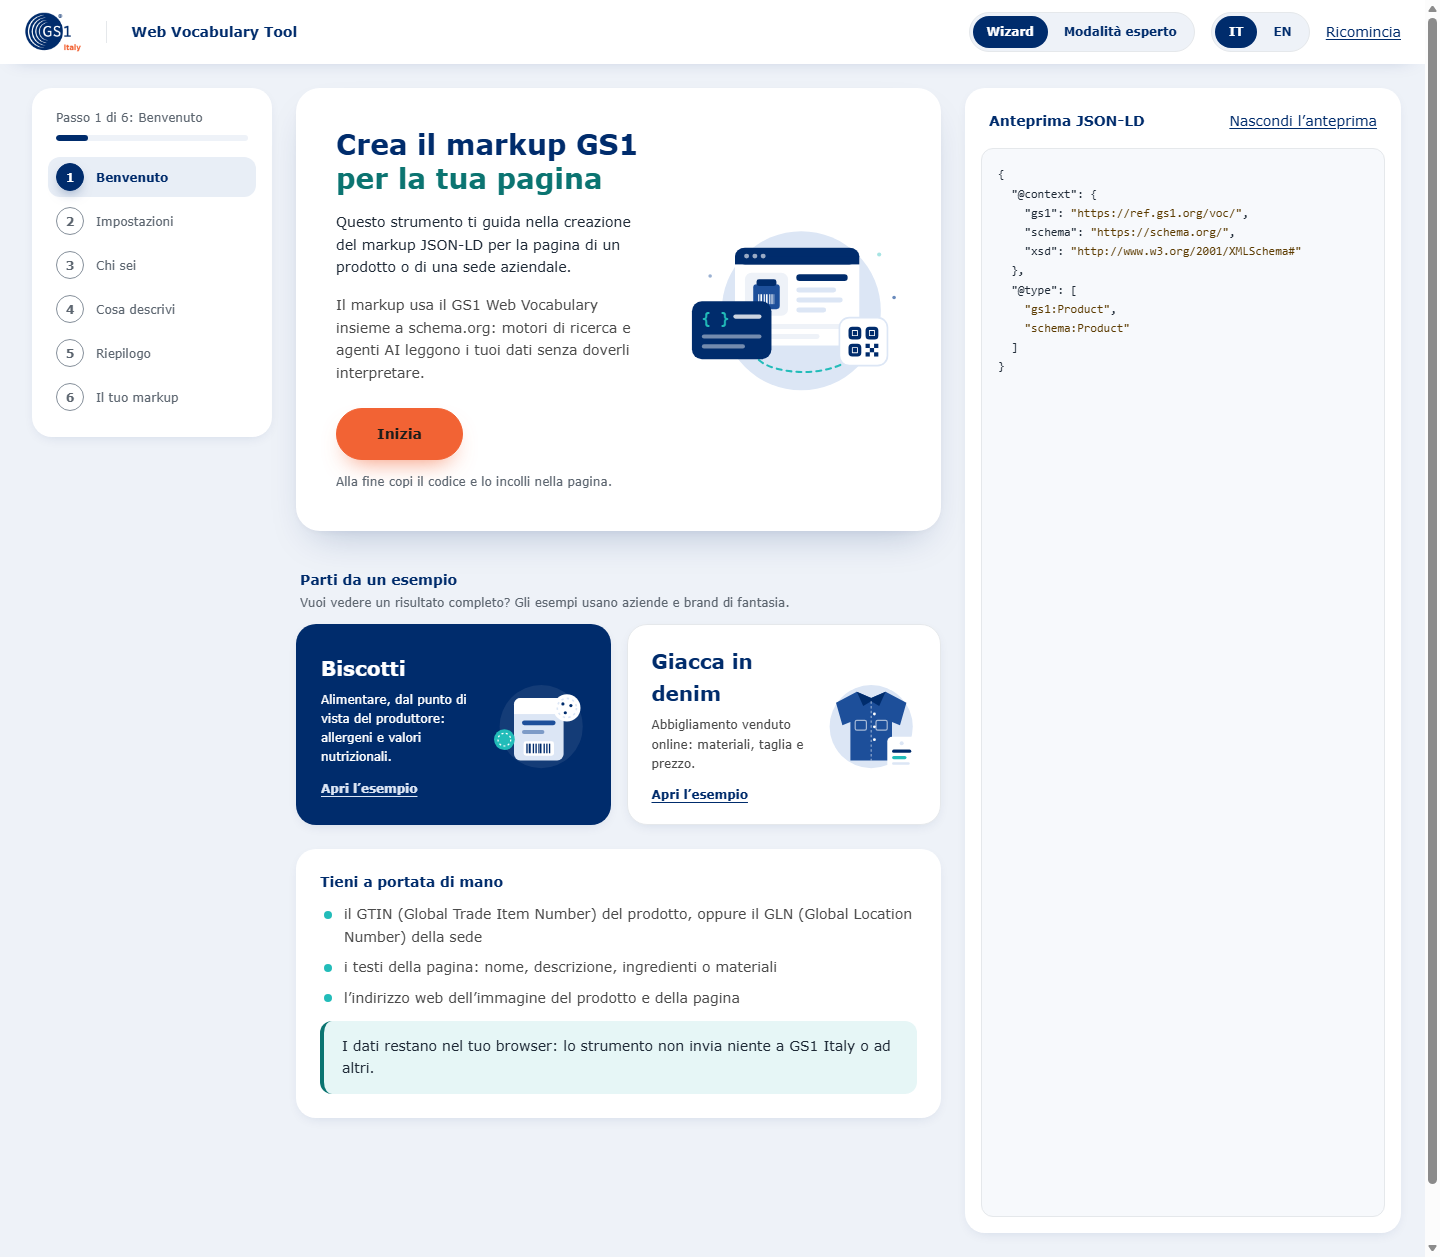 GS1
Italy
Web Vocabulary Tool
Wizard
Modalità esperto
IT
EN
Ricomincia
Passo 1 di 6: Benvenuto
1
Benvenuto
2
Impostazioni
3
Chi sei
4
Cosa descrivi
5
Riepilogo
6
Il tuo markup
Crea il markup GS1
per la tua pagina
Questo strumento ti guida nella creazione
del markup JSON-LD per la pagina di un
prodotto o di una sede aziendale.
Il markup usa il GS1 Web Vocabulary
insieme a schema.org: motori di ricerca e
agenti AI leggono i tuoi dati senza doverli
interpretare.
Inizia
Alla fine copi il codice e lo incolli nella pagina.
{ }
Parti da un esempio
Vuoi vedere un risultato completo? Gli esempi usano aziende e brand di fantasia.
Biscotti
Alimentare, dal punto di
vista del produttore:
allergeni e valori
nutrizionali.
Apri l’esempio
Giacca in
denim
Abbigliamento venduto
online: materiali, taglia e
prezzo.
Apri l’esempio
Tieni a portata di mano
il GTIN (Global Trade Item Number) del prodotto, oppure il GLN (Global Location
Number) della sede
i testi della pagina: nome, descrizione, ingredienti o materiali
l’indirizzo web dell’immagine del prodotto e della pagina
I dati restano nel tuo browser: lo strumento non invia niente a GS1 Italy o ad
altri.
Anteprima JSON-LD
Nascondi l’anteprima
{
"@context": {
"gs1": "https://ref.gs1.org/voc/",
"schema": "https://schema.org/",
"xsd": "http://www.w3.org/2001/XMLSchema#"
},
"@type": [
"gs1:Product",
"schema:Product"
]
}